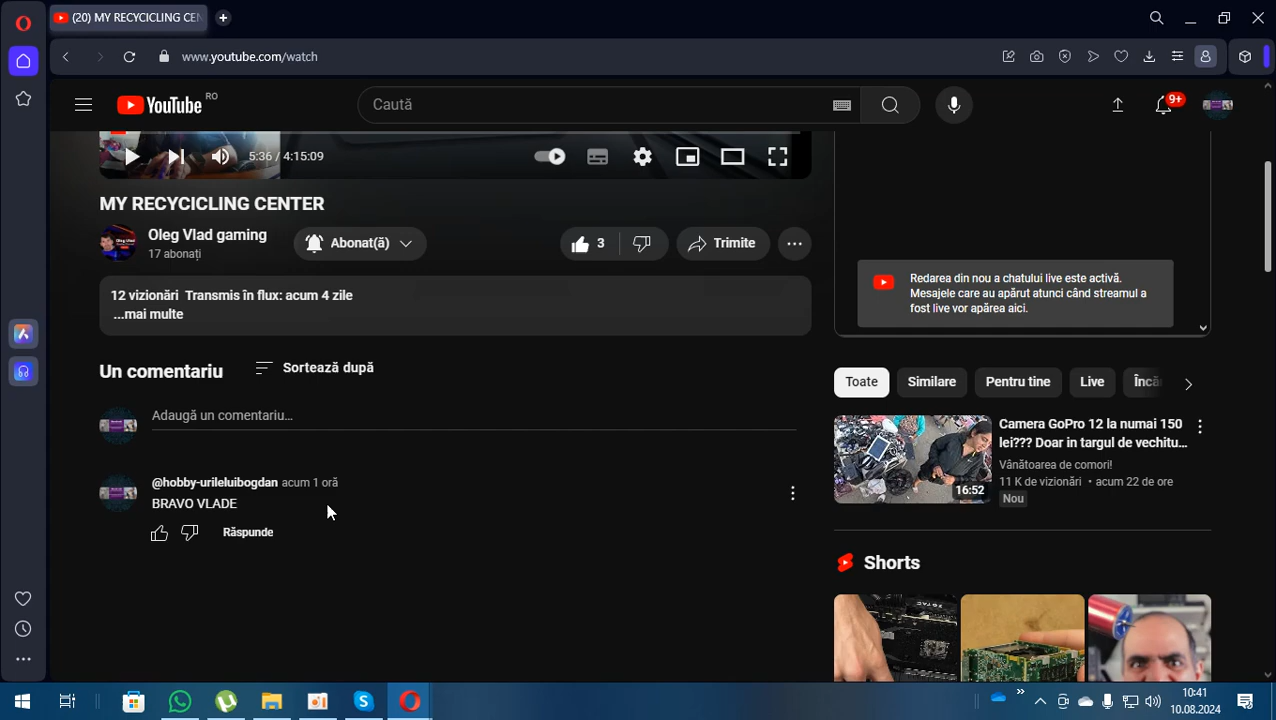 (20) MY RECYCICLING CEN
www.youtube.com/watch
YouTube RO
Caută
9+
5:36 / 4:15:09
MY RECYCICLING CENTER
Oleg Vlad gaming
17 abonați
Abonat(ă)
3
Trimite
12 vizionări Transmis în flux: acum 4 zile
...mai multe
Redarea din nou a chatului live este activă.
Mesajele care au apărut atunci când streamul a
fost live vor apărea aici.
Un comentariu
Sortează după
Adaugă un comentariu...
@hobby-urileluibogdan acum 1 oră
BRAVO VLADE
Răspunde
Toate
Similare
Pentru tine
Live
Încăr
Camera GoPro 12 la numai 150
lei??? Doar in targul de vechitu...
Vânătoarea de comori!
11 K de vizionări • acum 22 de ore
Nou
16:52
Shorts
10:41
10.08.2024